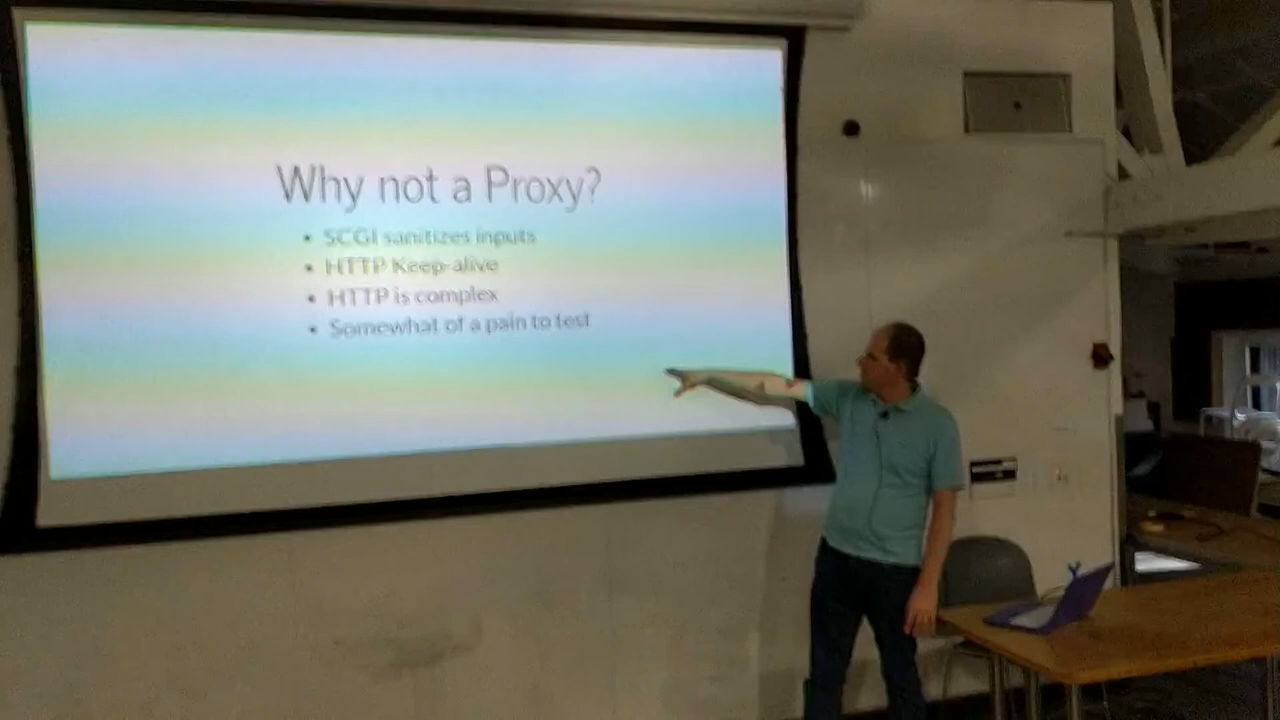 Why not a Proxy?
• SCGI sanitizes inputs
• HTTP Keep-alive
• HTTP is complex
• Somewhat of a pain to test